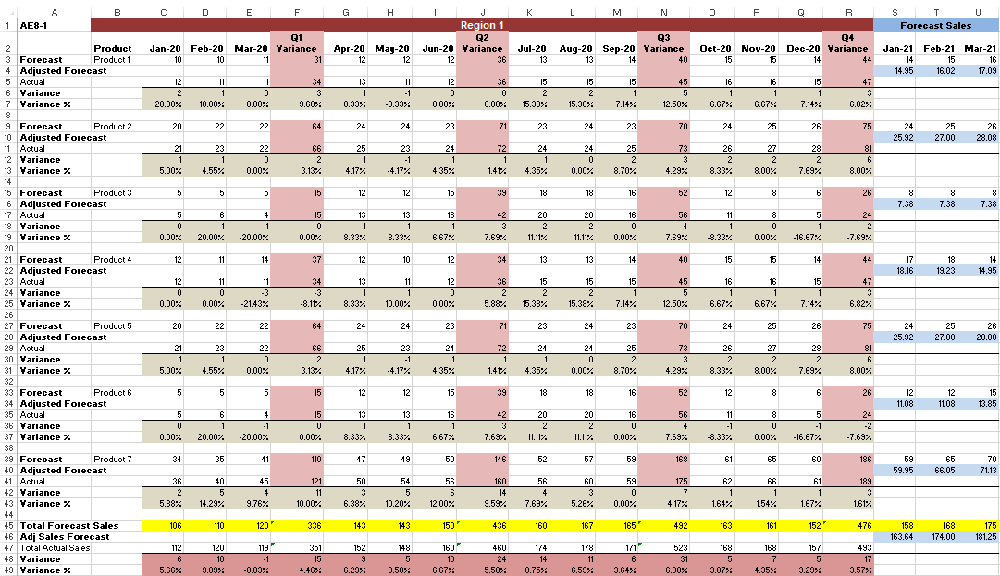 A B C D E F G H I J K L M N O P Q R S T U
1 AE8-1 Region 1 Forecast Sales
2 Product Jan-20 Feb-20 Mar-20 Q1 Variance Apr-20 May-20 Jun-20 Q2 Variance Jul-20 Aug-20 Sep-20 Q3 Variance Oct-20 Nov-20 Dec-20 Q4 Variance Jan-21 Feb-21 Mar-21
3 Forecast Product 1 10 10 11 31 12 12 12 36 13 13 14 40 15 15 14 44 14 15 16
4 Adjusted Forecast 14.95 16.02 17.09
5 Actual 12 11 11 34 13 11 12 36 15 15 15 45 16 16 15 47
6 Variance 2 1 0 3 1 -1 0 0 2 2 1 5 1 1 1 3
7 Variance % 20.00% 10.00% 0.00% 9.68% 8.33% -8.33% 0.00% 0.00% 15.38% 15.38% 7.14% 12.50% 6.67% 6.67% 7.14% 6.82%
8
9 Forecast Product 2 20 22 22 64 24 24 23 71 23 24 23 70 24 25 26 75 24 25 26
10 Adjusted Forecast 25.92 27.00 28.08
11 Actual 21 23 22 66 25 23 24 72 24 24 25 73 26 27 28 81
12 Variance 1 1 0 2 1 -1 1 1 1 0 2 3 2 2 2 6
13 Variance % 5.00% 4.55% 0.00% 3.13% 4.17% -4.17% 4.35% 1.41% 4.35% 0.00% 8.70% 4.29% 8.33% 8.00% 7.69% 8.00%
14
15 Forecast Product 3 5 5 5 15 12 12 15 39 18 18 16 52 12 8 6 26 8 8 8
16 Adjusted Forecast 7.38 7.38 7.38
17 Actual 5 6 4 15 13 13 16 42 20 20 16 56 11 8 5 24
18 Variance 0 1 -1 0 1 1 1 3 2 2 0 4 -1 0 -1 -2
19 Variance % 0.00% 20.00% -20.00% 0.00% 8.33% 8.33% 6.67% 7.69% 11.11% 11.11% 0.00% 7.69% -8.33% 0.00% -16.67% -7.69%
20
21 Forecast Product 4 12 11 14 37 12 10 12 34 13 13 14 40 15 15 14 44 17 18 14
22 Adjusted Forecast 18.16 19.23 14.95
23 Actual 12 11 11 34 13 11 12 36 15 15 15 45 16 16 15 47
24 Variance 0 0 -3 -3 1 1 0 2 2 2 1 5 1 1 1 3
25 Variance % 0.00% 0.00% -21.43% -8.11% 8.33% 10.00% 0.00% 5.88% 15.38% 15.38% 7.14% 12.50% 6.67% 6.67% 7.14% 6.82%
26
27 Forecast Product 5 20 22 22 64 24 24 23 71 23 24 23 70 24 25 26 75 24 25 26
28 Adjusted Forecast 25.92 27.00 28.08
29 Actual 21 23 22 66 25 23 24 72 24 24 25 73 26 27 28 81
30 Variance 1 1 0 2 1 -1 1 1 1 0 2 3 2 2 2 6
31 Variance % 5.00% 4.55% 0.00% 3.13% 4.17% -4.17% 4.35% 1.41% 4.35% 0.00% 8.70% 4.29% 8.33% 8.00% 7.69% 8.00%
32
33 Forecast Product 6 5 5 5 15 12 12 15 39 18 18 16 52 12 8 6 26 12 12 15
34 Adjusted Forecast 11.08 11.08 13.85
35 Actual 5 6 4 15 13 13 16 42 20 20 16 56 11 8 5 24
36 Variance 0 1 -1 0 1 1 1 3 2 2 0 4 -1 0 -1 -2
37 Variance % 0.00% 20.00% -20.00% 0.00% 8.33% 8.33% 6.67% 7.69% 11.11% 11.11% 0.00% 7.69% -8.33% 0.00% -16.67% -7.69%
38
39 Forecast Product 7 34 35 41 110 47 49 50 146 52 57 59 168 61 65 60 186 59 65 70
40 Adjusted Forecast 59.95 66.05 71.13
41 Actual 36 40 45 121 50 54 56 160 56 60 59 175 62 66 61 189
42 Variance 2 5 4 11 3 5 6 14 4 3 0 7 1 1 1 3
43 Variance % 5.88% 14.29% 9.76% 10.00% 6.38% 10.20% 12.00% 9.59% 7.69% 5.26% 0.00% 4.17% 1.64% 1.54% 1.67% 1.61%
44
45 Total Forecast Sales 106 110 120 336 143 143 150 436 160 167 165 492 163 161 152 476 158 168 175
46 Adj Sales Forecast 163.64 174.00 181.25
47 Total Actual Sales 112 120 119 351 152 148 160 460 174 178 171 523 168 168 157 493
48 Variance 6 10 -1 15 9 5 10 24 14 11 6 31 5 7 5 17
49 Variance % 5.66% 9.09% -0.83% 4.46% 6.29% 3.50% 6.67% 5.50% 8.75% 6.59% 3.64% 6.30% 3.07% 4.35% 3.29% 3.57%